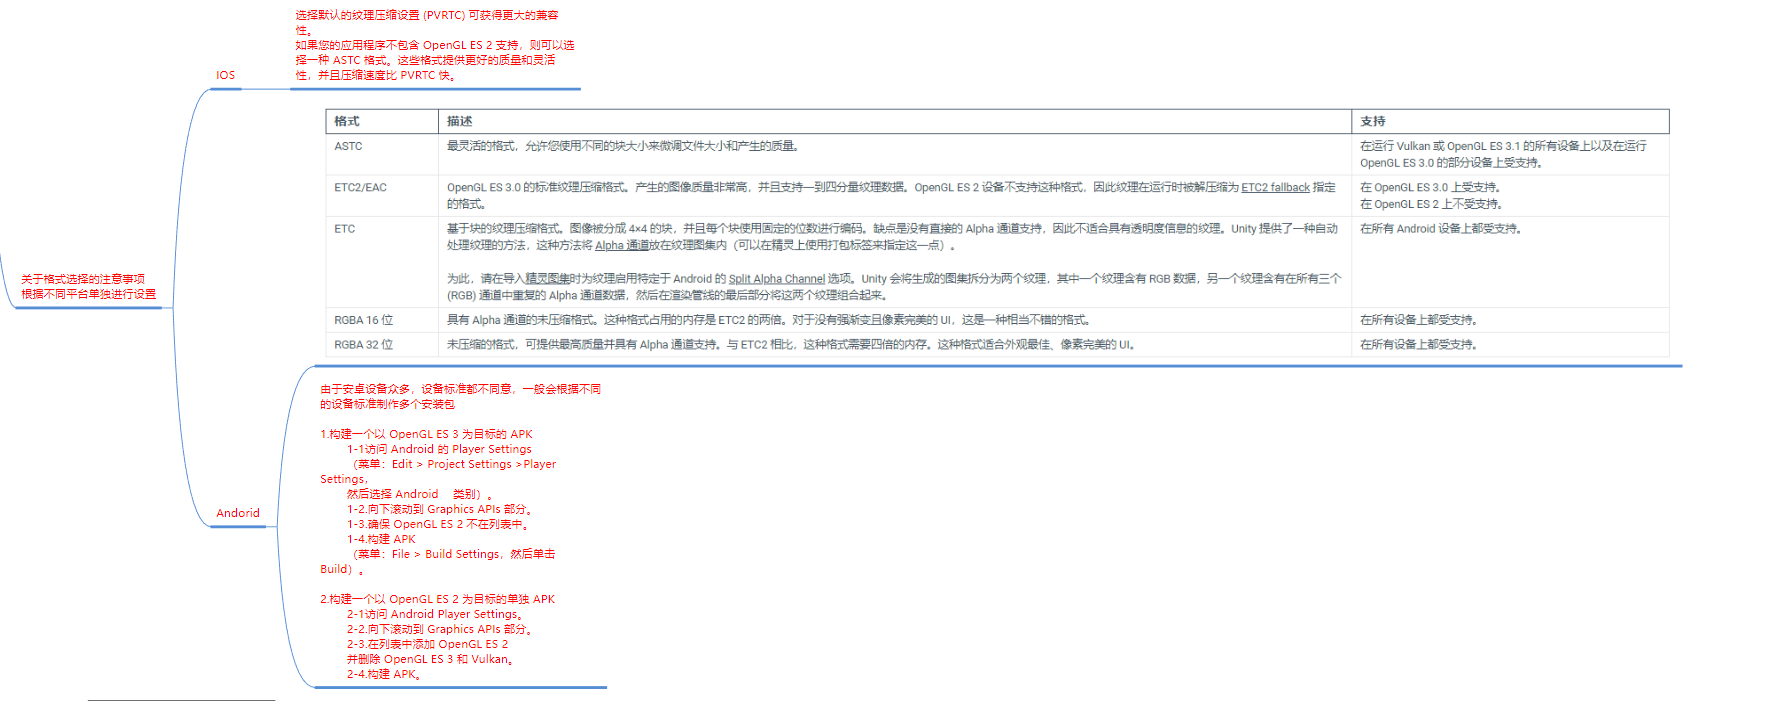 选择默认的纹理压缩设置 (PVRTC) 可获得更大的兼容
性。
如果您的应用程序不包含 OpenGL ES 2 支持，则可以选
择一种 ASTC 格式。这些格式提供更好的质量和灵活
性，并且压缩速度比 PVRTC 快。
IOS
格式 描述 支持
ASTC 最灵活的格式，允许您使用不同的块大小来微调文件大小和产生的质量。 在运行 Vulkan 或 OpenGL ES 3.1 的所有设备上以及在运行
OpenGL ES 3.0 的部分设备上受支持。
ETC2/EAC OpenGL ES 3.0 的标准纹理压缩格式。产生的图像质量非常高，并且支持一到四分量纹理数据。OpenGL ES 2 设备不支持这种格式，因此纹理在运行时被解压缩为 ETC2 fallback 指定
的格式。
在 OpenGL ES 3.0 上受支持。
在 OpenGL ES 2 上不受支持。
ETC 基于块的纹理压缩格式。图像被分成 4×4 的块，并且每个块使用固定的位数进行编码。缺点是没有直接的 Alpha 通道支持，因此不适合具有透明度信息的纹理。Unity 提供了一种自动
处理纹理的方法，这种方法将 Alpha 通道放在纹理图集内（可以在精灵上使用打包标签来指定这一点）。
为此，请在导入精灵图集时为纹理启用特定于 Android 的 Split Alpha Channel 选项。Unity 会将生成的图集拆分为两个纹理，其中一个纹理含有 RGB 数据，另一个纹理含有在所有三个
(RGB) 通道中重复的 Alpha 通道数据，然后在渲染管线的最后部分将这两个纹理组合起来。
在所有 Android 设备上都受支持。
RGBA 16 位 具有 Alpha 通道的未压缩格式。这种格式占用的内存是 ETC2 的两倍。对于没有强渐变且像素完美的 UI，这是一种相当不错的格式。 在所有设备上都受支持。
RGBA 32 位 未压缩的格式，可提供最高质量并具有 Alpha 通道支持。与 ETC2 相比，这种格式需要四倍的内存。这种格式适合外观最佳、像素完美的 UI。 在所有设备上都受支持。
关于格式选择的注意事项
根据不同平台单独进行设置
由于安卓设备众多，设备标准都不同意，一般会根据不同
的设备标准制作多个安装包
1.构建一个以 OpenGL ES 3 为目标的 APK
1-1访问 Android 的 Player Settings
（菜单：Edit > Project Settings >Player
Settings，
然后选择 Android 类别）。
1-2.向下滚动到 Graphics APIs 部分。
1-3.确保 OpenGL ES 2 不在列表中。
1-4.构建 APK
（菜单：File > Build Settings，然后单击
Build）。
Andorid
2.构建一个以 OpenGL ES 2 为目标的单独 APK
2-1访问 Android Player Settings。
2-2.向下滚动到 Graphics APIs 部分。
2-3.在列表中添加 OpenGL ES 2
并删除 OpenGL ES 3 和 Vulkan。
2-4.构建 APK。